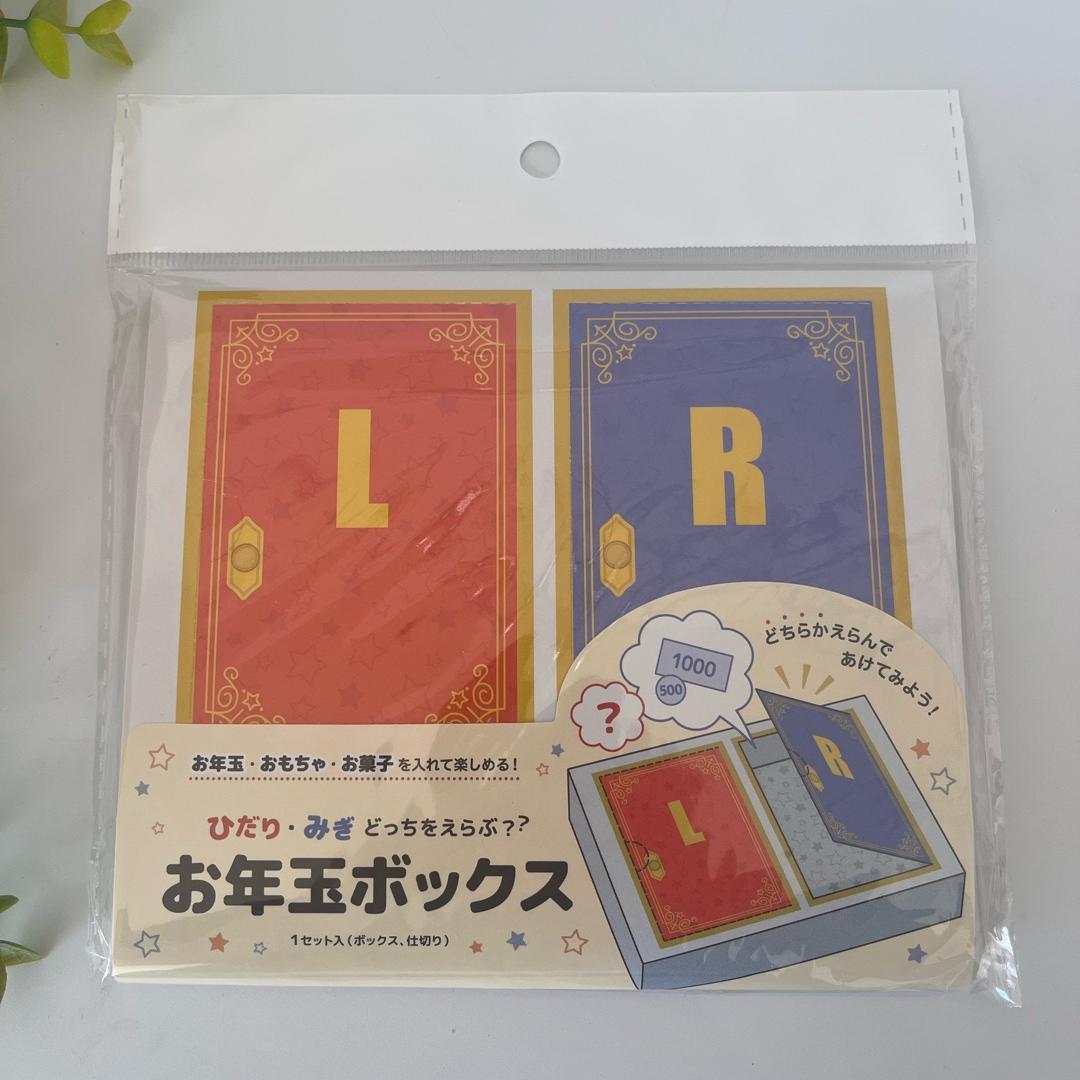 L
R
どちらかえらんで
あけてみよう!
1000
500
?
R
L
お年玉・おもちゃ・お菓子を入れて楽しめる!
ひだり・みぎ どっちをえらぶ??
お年玉ボックス
1セット入(ボックス、仕切り)